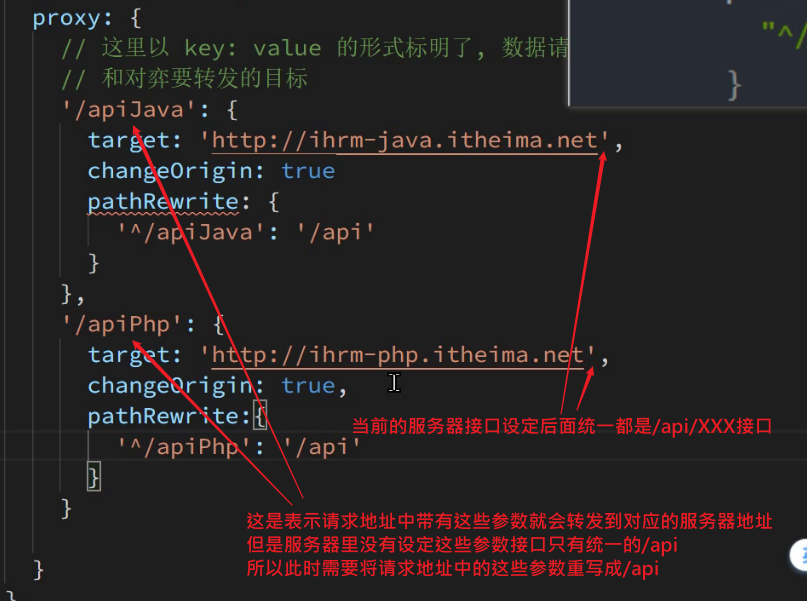 proxy: {
"^/
// 这里以 key: value 的形式标明了, 数据请
// 和对弈要转发的目标
}
'/apiJava': {
target: 'http://ihrm-java.itheima.net',
changeOrigin: true
pathRewrite: {
'^/apiJava': '/api'
}
},
'/apiPhp': {
target: 'http://ihrm-php.itheima.net',
changeOrigin: true,
pathRewrite:{
当前的服务器接口设定后面统一都是/api/XXX接口
'^/apiPhp': '/api'
}
}
这是表示请求地址中带有这些参数就会转发到对应的服务器地址
但是服务器里没有设定这些参数接口只有统一的/api
所以此时需要将请求地址中的这些参数重写成/api
}
}